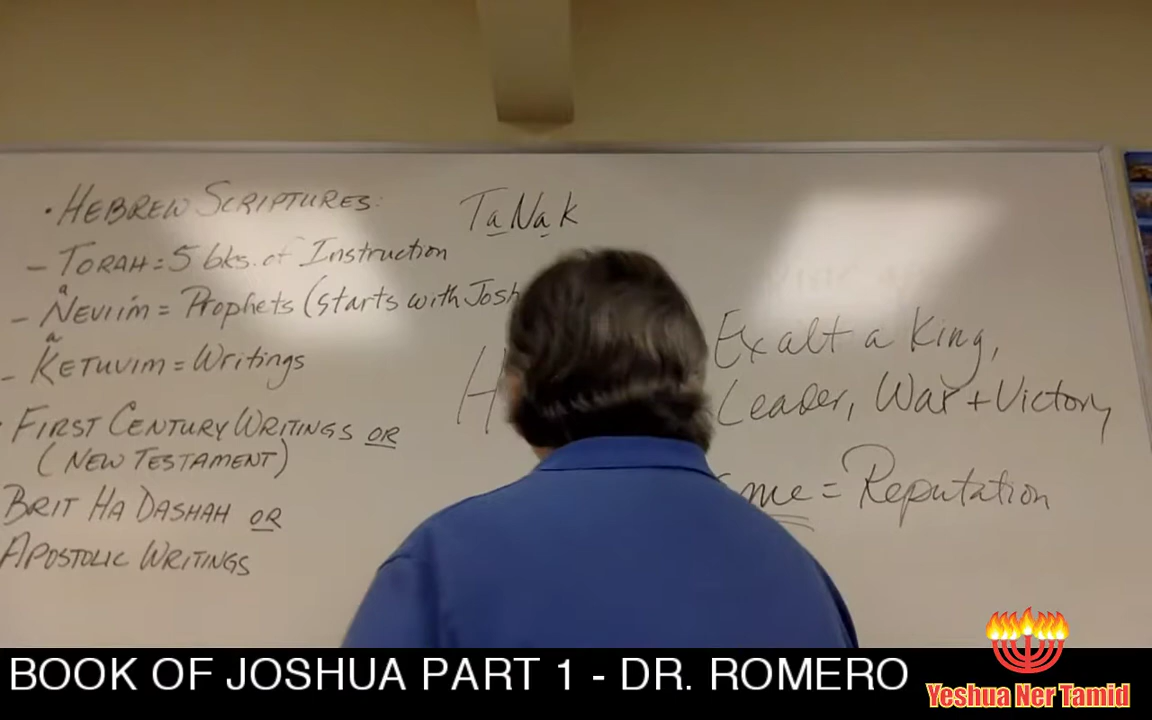 • HEBREW SCRIPTURES:
– TORAH = 5 bks. of Instruction
a
– NEVIIM = Prophets (starts with Josh
a
– KETUVIM = Writings
• FIRST CENTURY WRITINGS OR
(NEW TESTAMENT)
BRIT HA DASHAH OR
APOSTOLIC WRITINGS
TaNak
H
Exalt a King,
Leader, War + Victory
me = Reputation
BOOK OF JOSHUA PART 1 - DR. ROMERO
Yeshua Ner Tamid